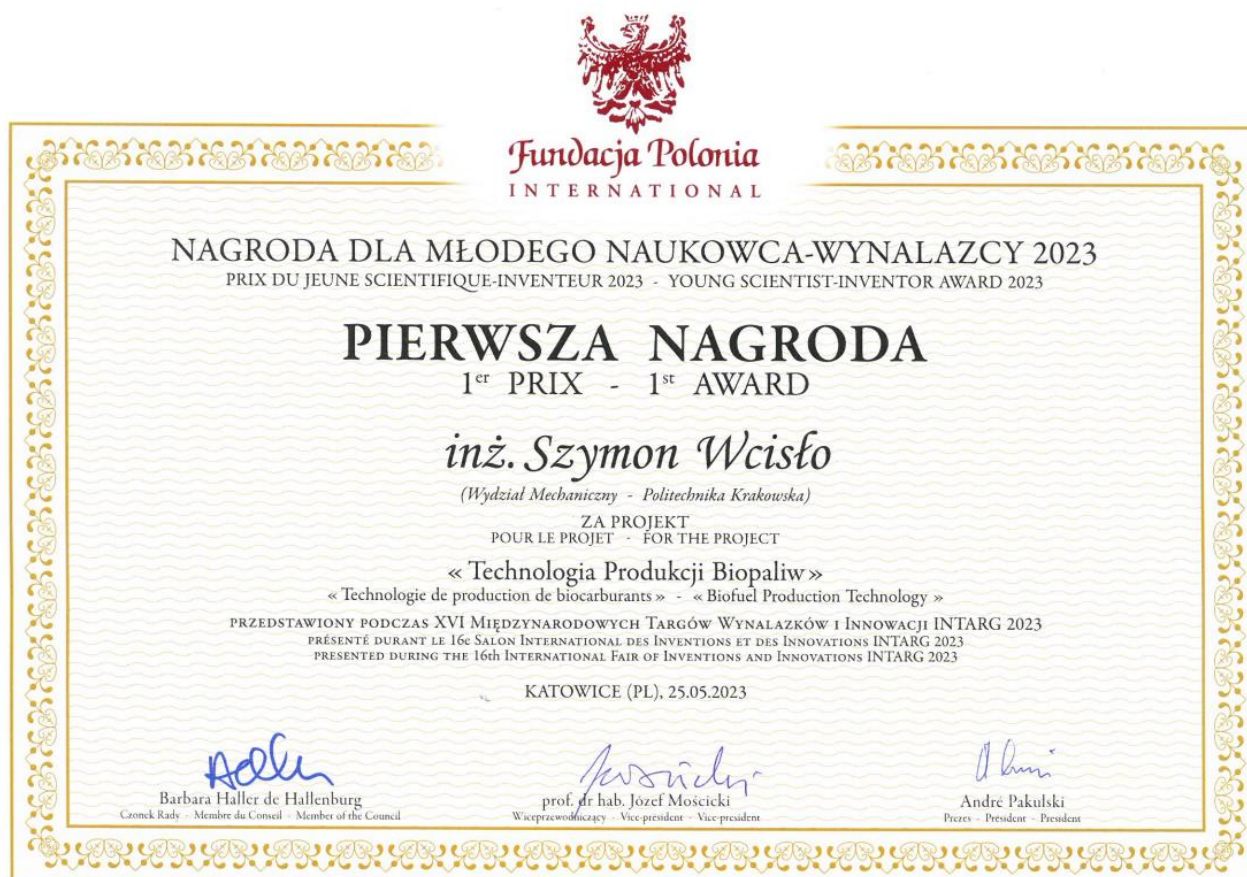 Fundacja Polonia
INTERNATIONAL
NAGRODA DLA MŁODEGO NAUKOWCA-WYNALAZCY 2023
PRIX DU JEUNE SCIENTIFIQUE-INVENTEUR 2023 - YOUNG SCIENTIST-INVENTOR AWARD 2023
PIERWSZA NAGRODA
1er PRIX - 1st AWARD
inż. Szymon Wcisło
(Wydział Mechaniczny - Politechnika Krakowska)
ZA PROJEKT
POUR LE PROJET - FOR THE PROJECT
« Technologia Produkcji Biopaliw »
« Technologie de production de biocarburants » - « Biofuel Production Technology »
PRZEDSTAWIONY PODCZAS XVI MIĘDZYNARODOWYCH TARGÓW WYNALAZKÓW I INNOWACJI INTARG 2023
PRÉSENTÉ DURANT LE 16e SALON INTERNATIONAL DES INVENTIONS ET DES INNOVATIONS INTARG 2023
PRESENTED DURING THE 16th INTERNATIONAL FAIR OF INVENTIONS AND INNOVATIONS INTARG 2023
KATOWICE (PL), 25.05.2023
Barbara Haller de Hallenburg
Czonek Rady - Membre du Conseil - Member of the Council
prof. dr hab. Józef Mościcki
Wiceprzewodniczący - Vice-président - Vice-president
André Pakulski
Prezes - Président - President